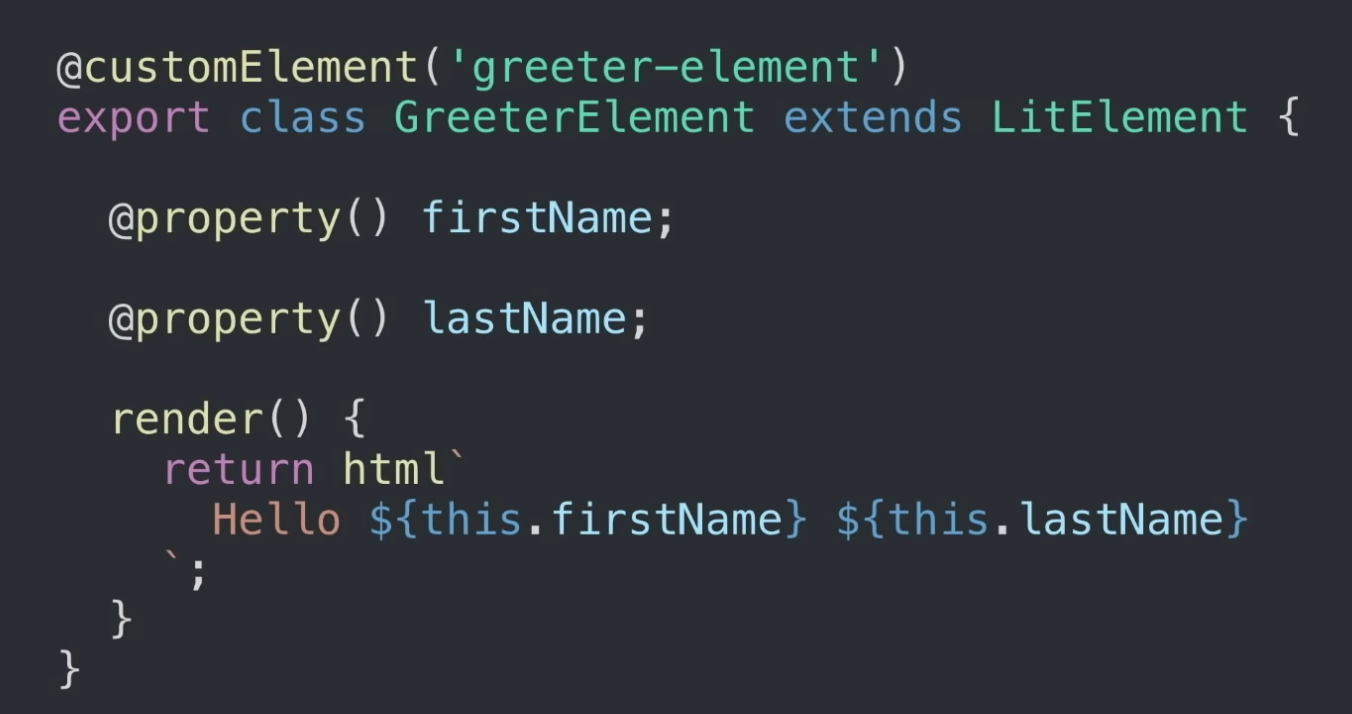 @customElement('greeter-element')
export class GreeterElement extends LitElement {
@property() firstName;
@property() lastName;
render() {
return html`
Hello ${this.firstName} ${this.lastName}
`;
}
}